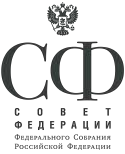 СФ
СОВЕТ
ФЕДЕРАЦИИ
Федерального Собрания
Российской Федерации